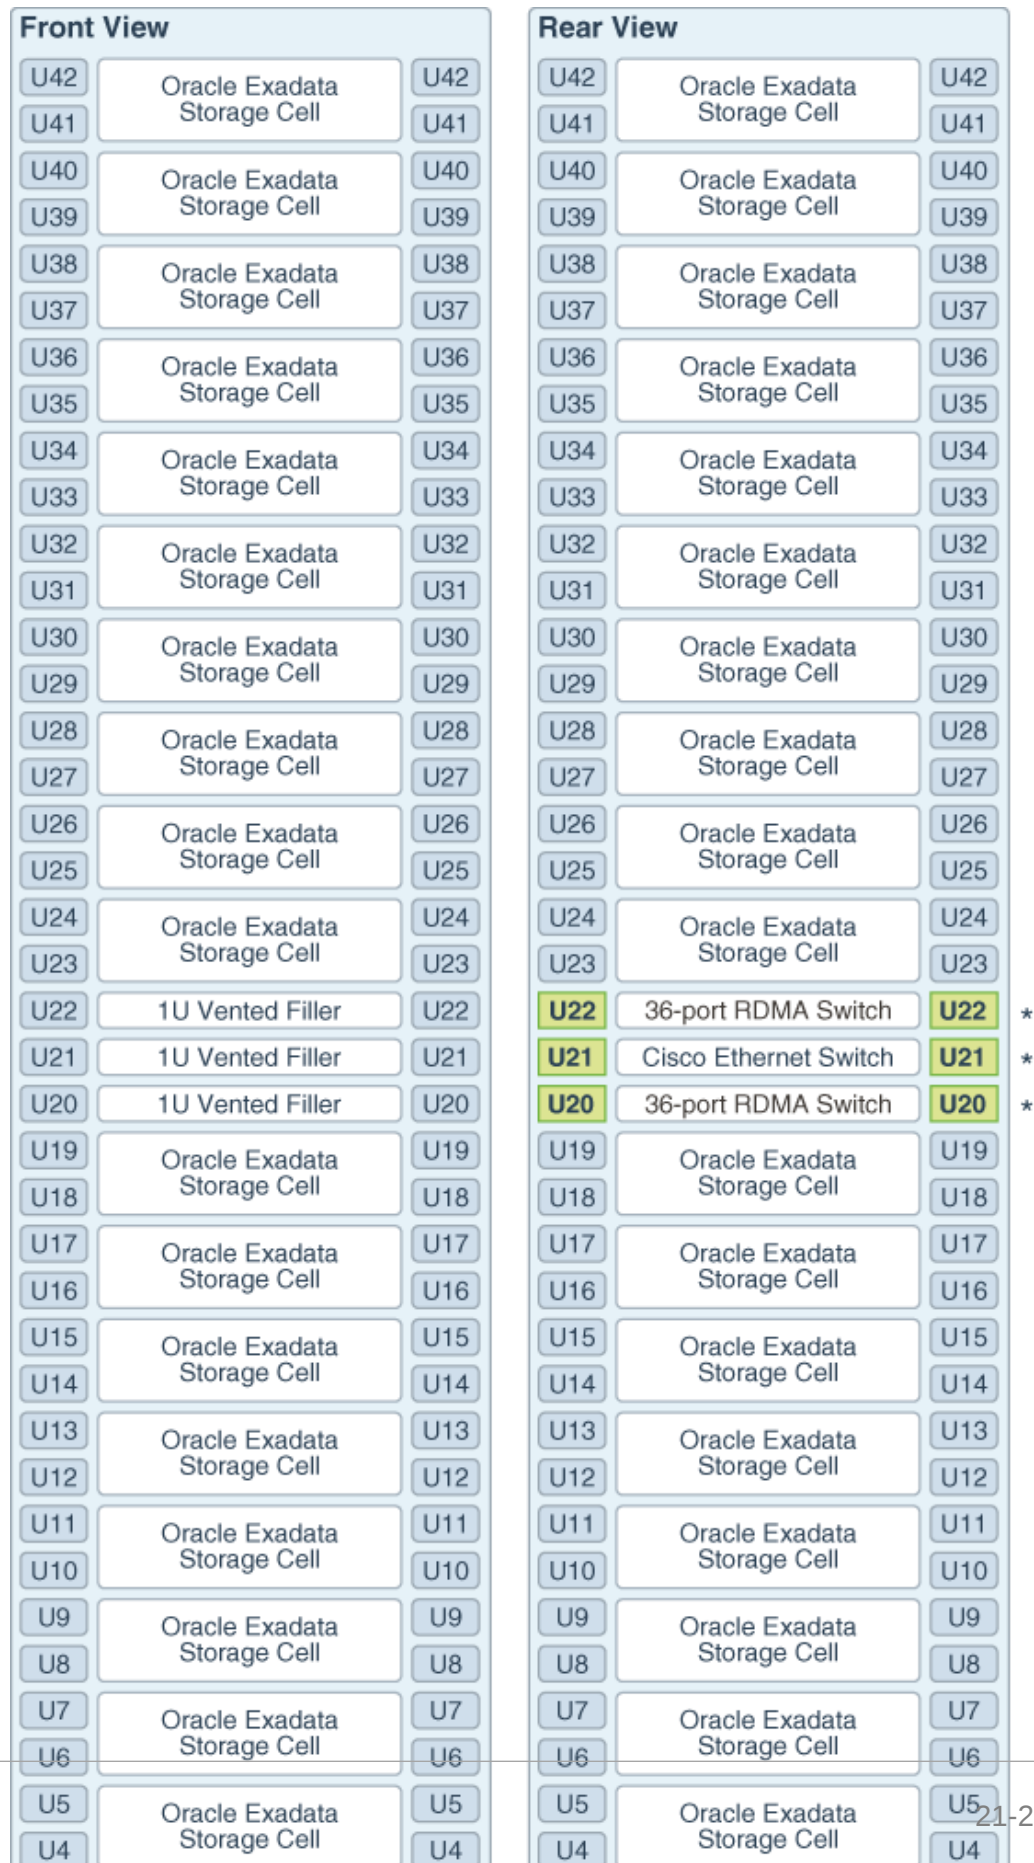 Front View
U42 Oracle Exadata Storage Cell U42
U41 U41
U40 Oracle Exadata Storage Cell U40
U39 U39
U38 Oracle Exadata Storage Cell U38
U37 U37
U36 Oracle Exadata Storage Cell U36
U35 U35
U34 Oracle Exadata Storage Cell U34
U33 U33
U32 Oracle Exadata Storage Cell U32
U31 U31
U30 Oracle Exadata Storage Cell U30
U29 U29
U28 Oracle Exadata Storage Cell U28
U27 U27
U26 Oracle Exadata Storage Cell U26
U25 U25
U24 Oracle Exadata Storage Cell U24
U23 U23
U22 1U Vented Filler U22
U21 1U Vented Filler U21
U20 1U Vented Filler U20
U19 Oracle Exadata Storage Cell U19
U18 U18
U17 Oracle Exadata Storage Cell U17
U16 U16
U15 Oracle Exadata Storage Cell U15
U14 U14
U13 Oracle Exadata Storage Cell U13
U12 U12
U11 Oracle Exadata Storage Cell U11
U10 U10
U9 Oracle Exadata Storage Cell U9
U8 U8
U7 Oracle Exadata Storage Cell U7
U6 U6
U5 Oracle Exadata Storage Cell U5
U4 U4
Rear View
U42 Oracle Exadata Storage Cell U42
U41 U41
U40 Oracle Exadata Storage Cell U40
U39 U39
U38 Oracle Exadata Storage Cell U38
U37 U37
U36 Oracle Exadata Storage Cell U36
U35 U35
U34 Oracle Exadata Storage Cell U34
U33 U33
U32 Oracle Exadata Storage Cell U32
U31 U31
U30 Oracle Exadata Storage Cell U30
U29 U29
U28 Oracle Exadata Storage Cell U28
U27 U27
U26 Oracle Exadata Storage Cell U26
U25 U25
U24 Oracle Exadata Storage Cell U24
U23 U23
U22 36-port RDMA Switch U22 *
U21 Cisco Ethernet Switch U21 *
U20 36-port RDMA Switch U20 *
U19 Oracle Exadata Storage Cell U19
U18 U18
U17 Oracle Exadata Storage Cell U17
U16 U16
U15 Oracle Exadata Storage Cell U15
U14 U14
U13 Oracle Exadata Storage Cell U13
U12 U12
U11 Oracle Exadata Storage Cell U11
U10 U10
U9 Oracle Exadata Storage Cell U9
U8 U8
U7 Oracle Exadata Storage Cell U7
U6 U6
U5 Oracle Exadata Storage Cell U5
U4 U4
21-2